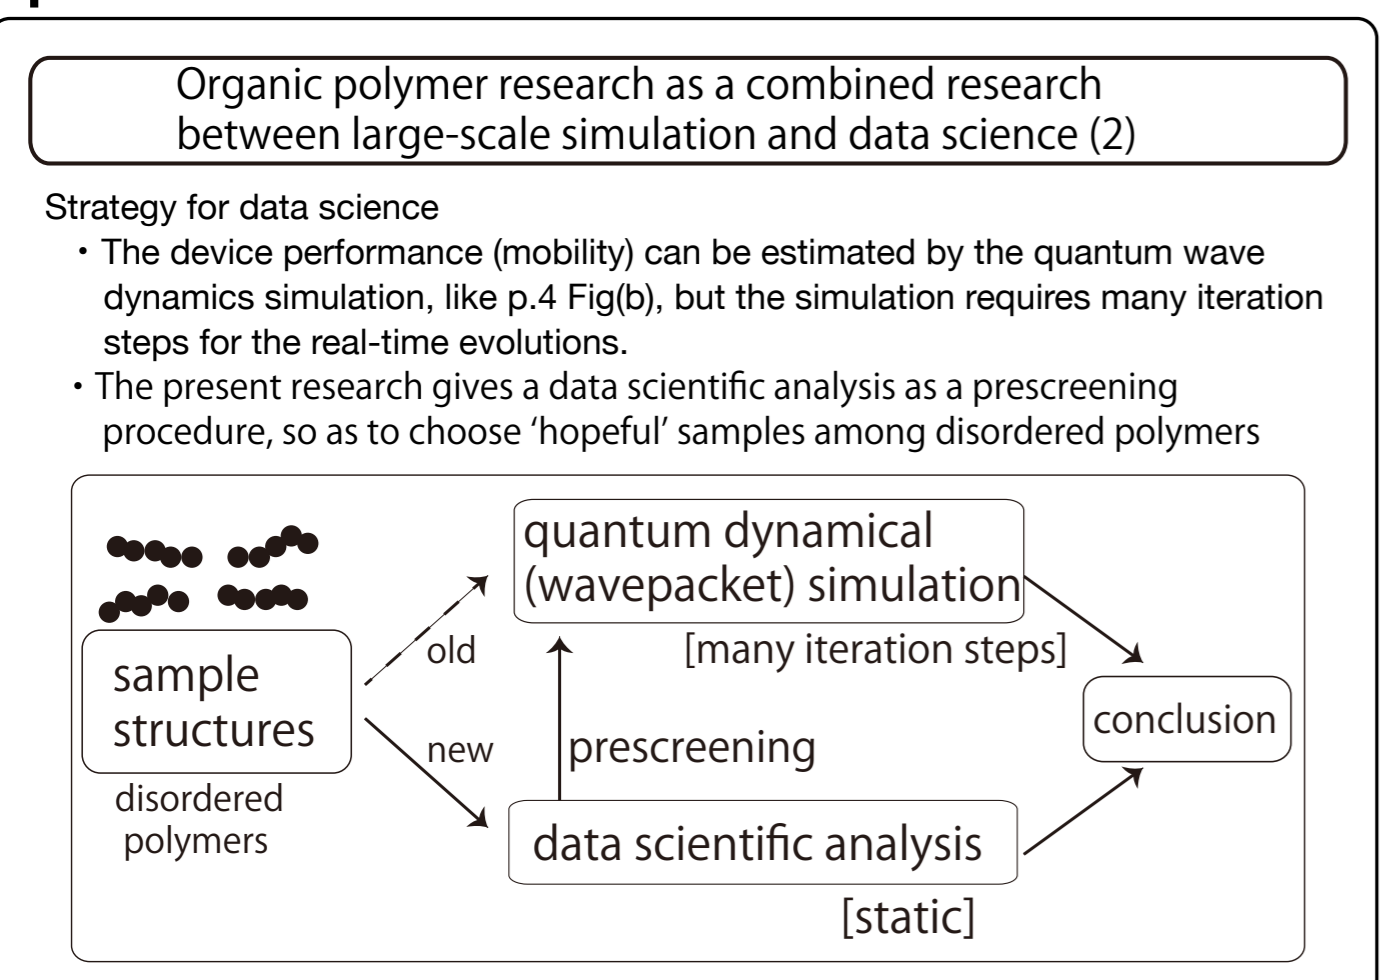 Organic polymer research as a combined research
between large-scale simulation and data science (2)
Strategy for data science
・The device performance (mobility) can be estimated by the quantum wave
dynamics simulation, like p.4 Fig(b), but the simulation requires many iteration
steps for the real-time evolutions.
・The present research gives a data scientific analysis as a prescreening
procedure, so as to choose ‘hopeful’ samples among disordered polymers
quantum dynamical
(wavepacket) simulation
old
[many iteration steps]
sample
structures
conclusion
new
prescreening
disordered
polymers
data scientific analysis
[static]